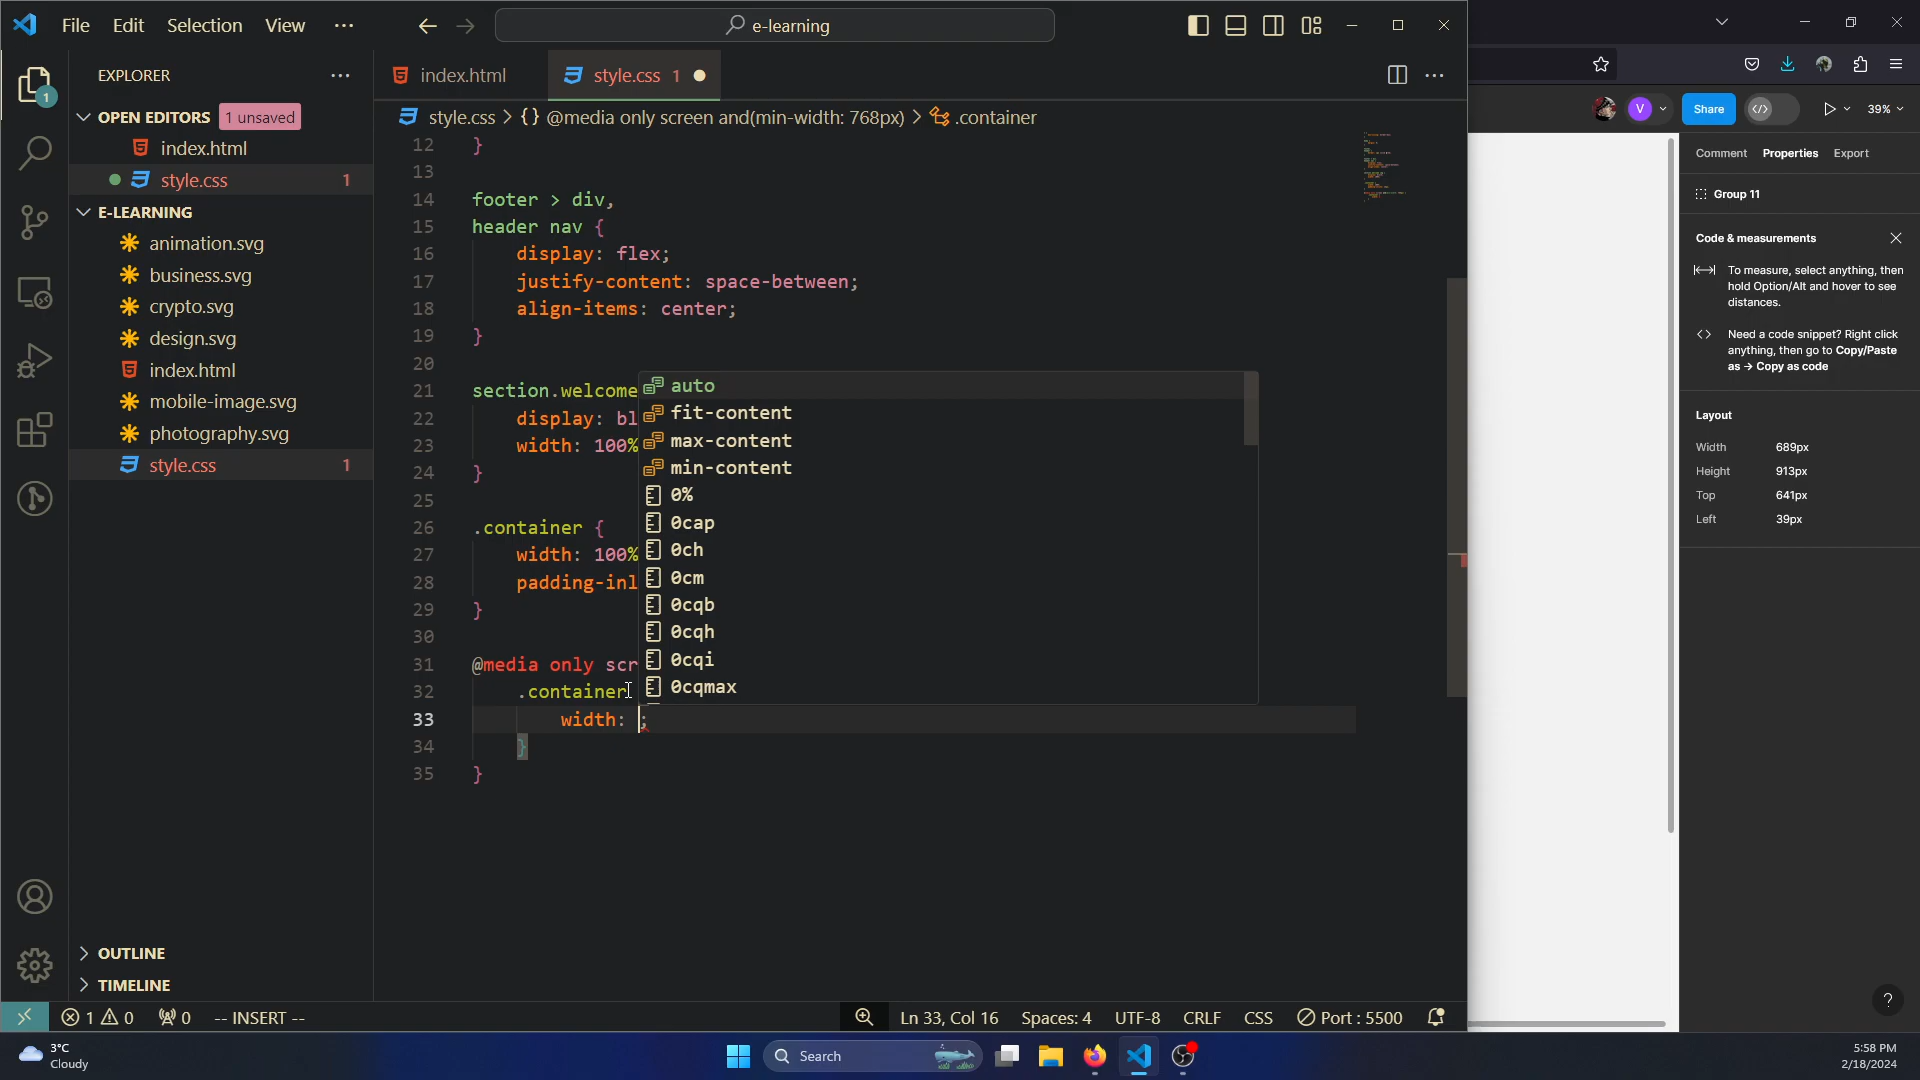 File Edit Selection View ··· e-learning
EXPLORER ···
index.html style.css 1
OPEN EDITORS 1 unsaved
style.css > {} @media only screen and(min-width: 768px) > .container
index.html
style.css 1
E-LEARNING
animation.svg
business.svg
crypto.svg
design.svg
index.html
mobile-image.svg
photography.svg
style.css 1
OUTLINE
TIMELINE
12 }
13
14 footer > div,
15 header nav {
16 display: flex;
17 justify-content: space-between;
18 align-items: center;
19 }
20
21 section.welcome
22 display: bl
23 width: 100%
24 }
25
26 .container {
27 width: 100%
28 padding-inl
29 }
30
31 @media only scr
32 .container
33 width: ;
34 }
35 }
auto
fit-content
max-content
min-content
0%
0cap
0ch
0cm
0cqb
0cqh
0cqi
0cqmax
1
1 0 0 -- INSERT -- Ln 33, Col 16 Spaces: 4 UTF-8 CRLF CSS Port : 5500
V Share 39%
Comment Properties Export
Group 11
Code & measurements
To measure, select anything, then
hold Option/Alt and hover to see
distances.
Need a code snippet? Right click
anything, then go to Copy/Paste
as → Copy as code
Layout
Width 689px
Height 913px
Top 641px
Left 39px
?
3°C
Cloudy
Search
5:58 PM
2/18/2024